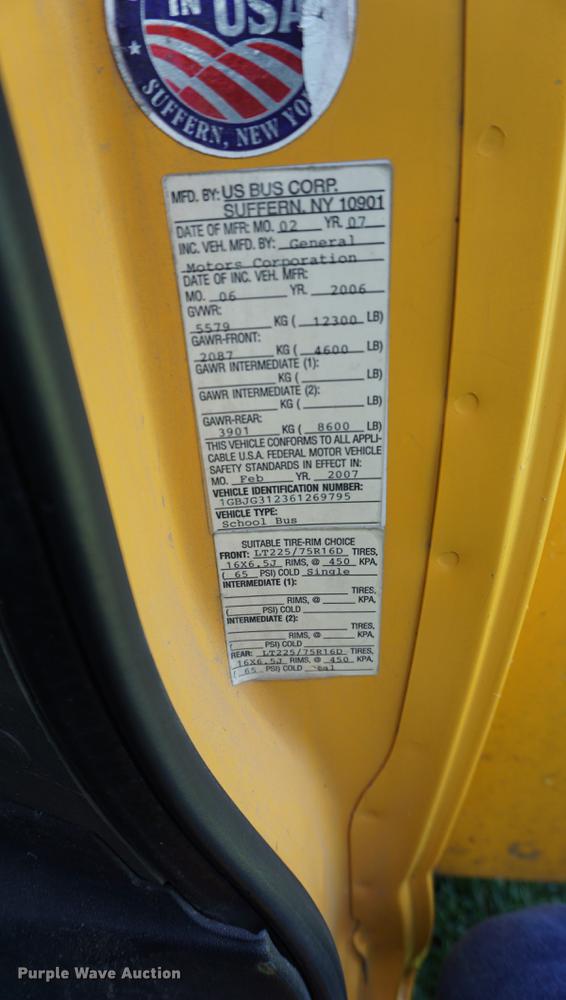 IN USA
SUFFERN, NEW YO
MFD. BY: US BUS CORP.
SUFFERN, NY 10901
DATE OF MFR: MO. 02 YR. 07
INC. VEH. MFD. BY: General
Motors Corporation
DATE OF INC. VEH. MFR:
MO. 06 YR. 2006
GVWR:
5579 KG ( 12300 LB)
GAWR-FRONT:
2087 KG ( 4600 LB)
GAWR INTERMEDIATE (1):
KG ( LB)
GAWR INTERMEDIATE (2):
KG ( LB)
GAWR-REAR:
3901 KG ( 8600 LB)
THIS VEHICLE CONFORMS TO ALL APPLI-
CABLE U.S.A. FEDERAL MOTOR VEHICLE
SAFETY STANDARDS IN EFFECT IN:
MO. Feb YR. 2007
VEHICLE IDENTIFICATION NUMBER:
1GBJG312361269795
VEHICLE TYPE:
School Bus
SUITABLE TIRE-RIM CHOICE
FRONT: LT225/75R16D TIRES,
16X6.5J RIMS, @ 450 KPA,
( 65 PSI) COLD Single
INTERMEDIATE (1):
TIRES,
RIMS, @ KPA,
( PSI) COLD
INTERMEDIATE (2):
TIRES,
RIMS, @ KPA,
( PSI) COLD
REAR: LT225/75R16D TIRES,
16X6.5J RIMS, @ 450 KPA,
( 65 PSI) COLD
Purple Wave Auction